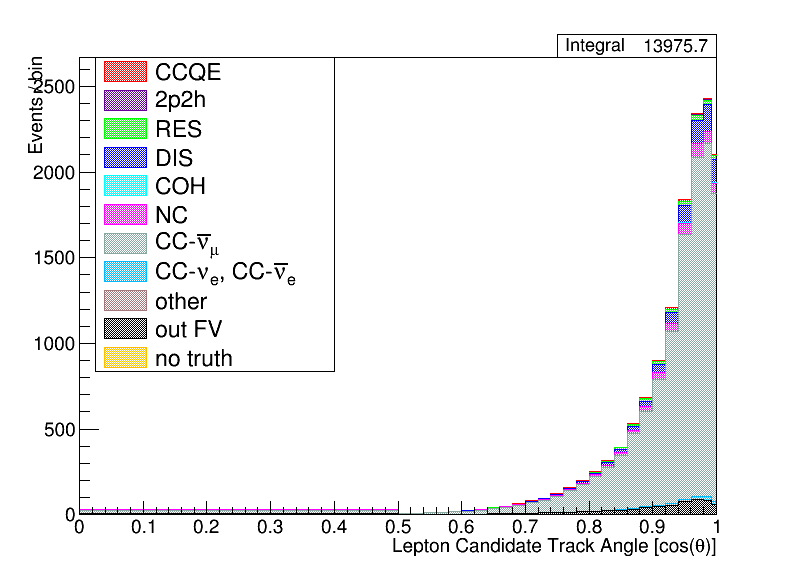 Integral 13975.7
Events / bin
CCQE
2p2h
RES
DIS
COH
NC
CC-ν̅μ
CC-νe, CC-ν̅e
other
out FV
no truth
2500
2000
1500
1000
500
0
0 0.1 0.2 0.3 0.4 0.5 0.6 0.7 0.8 0.9 1
Lepton Candidate Track Angle [cos(θ)]